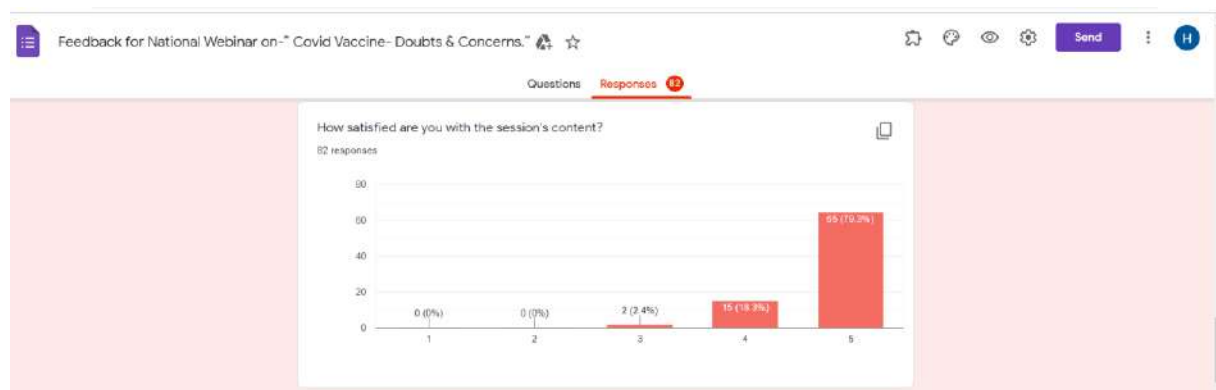 Feedback for National Webinar on-" Covid Vaccine- Doubts & Concerns."
Send
H
Questions
Responses 82
How satisfied are you with the session's content?
82 responses
80
60
40
20
0
0 (0%)
0 (0%)
2 (2.4%)
15 (18.3%)
65 (79.3%)
1
2
3
4
5